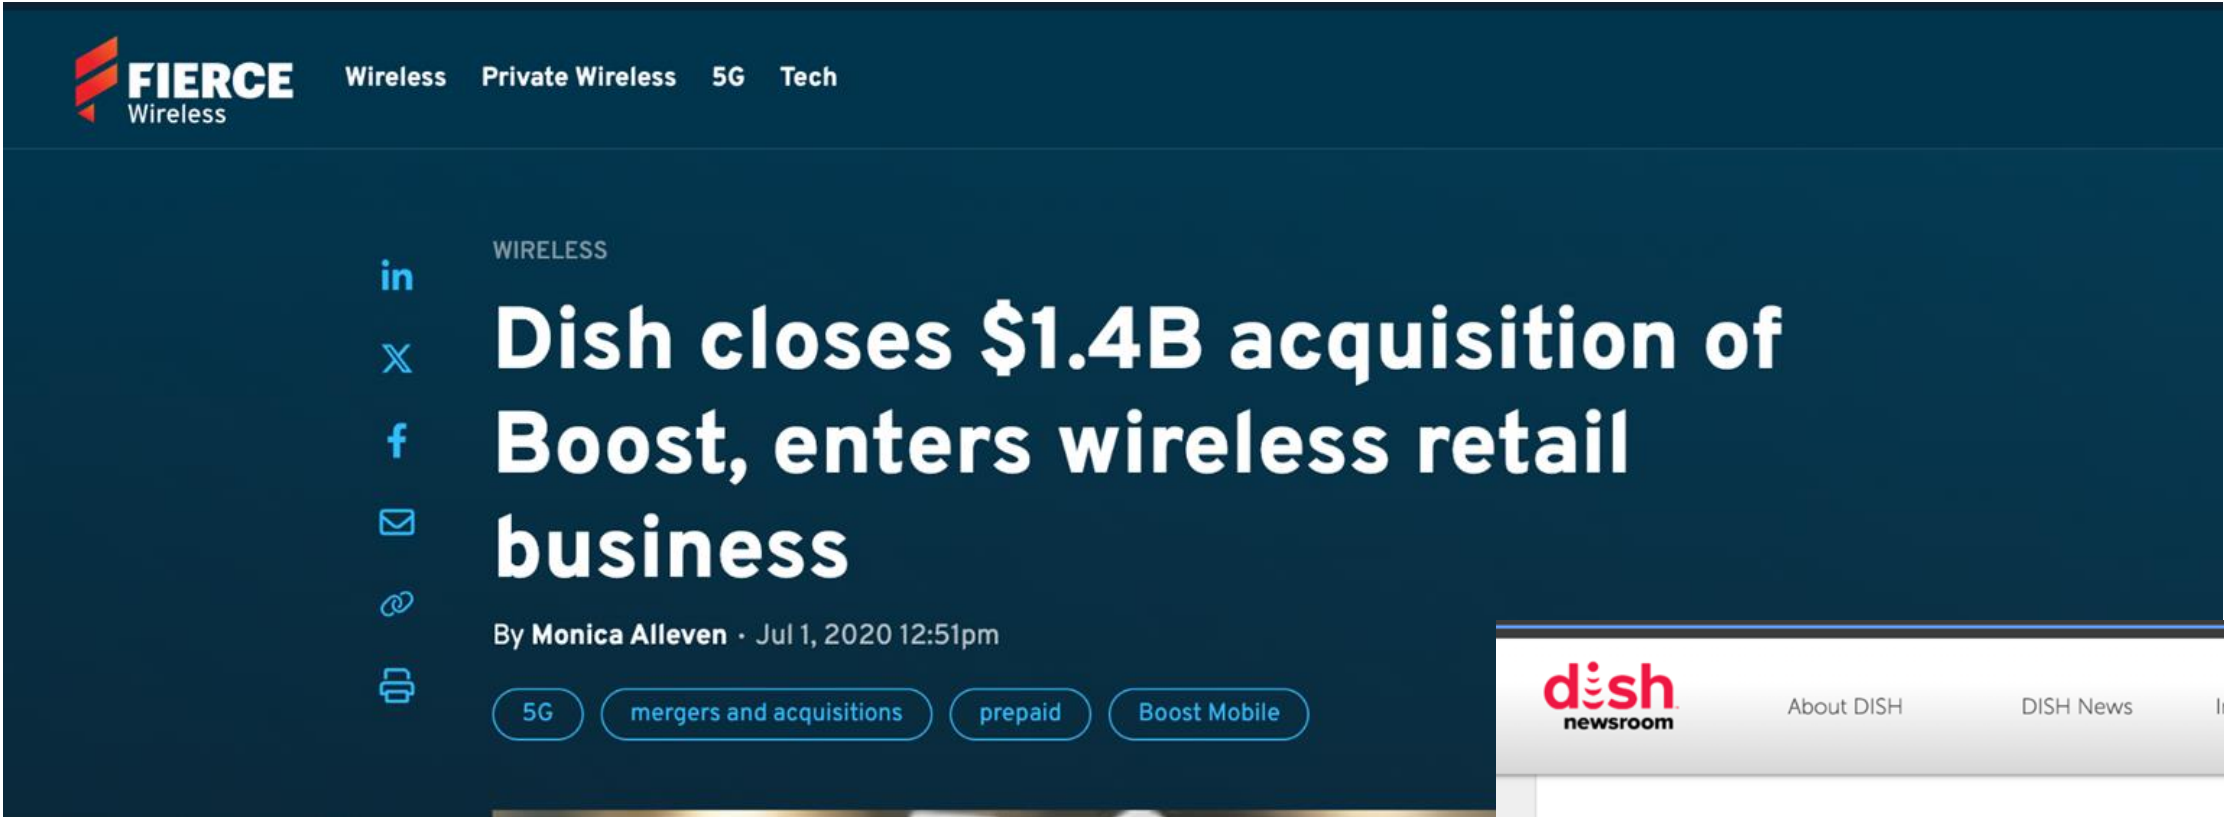 FIERCE
Wireless
Wireless Private Wireless 5G Tech
WIRELESS
Dish closes $1.4B acquisition of
Boost, enters wireless retail
business
By Monica Alleven · Jul 1, 2020 12:51pm
5G mergers and acquisitions prepaid Boost Mobile
dish
newsroom
About DISH DISH News